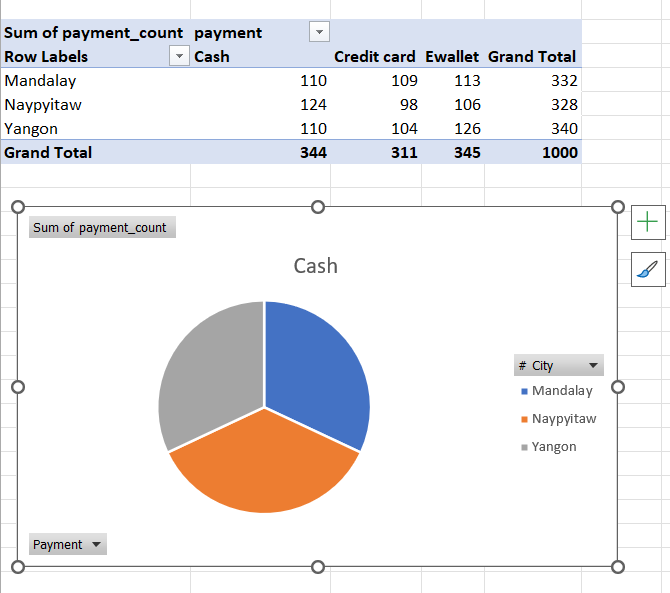 Sum of payment_count payment
Row Labels Cash Credit card Ewallet Grand Total
Mandalay 110 109 113 332
Naypyitaw 124 98 106 328
Yangon 110 104 126 340
Grand Total 344 311 345 1000
Sum of payment_count
Cash
# City
Mandalay
Naypyitaw
Yangon
Payment